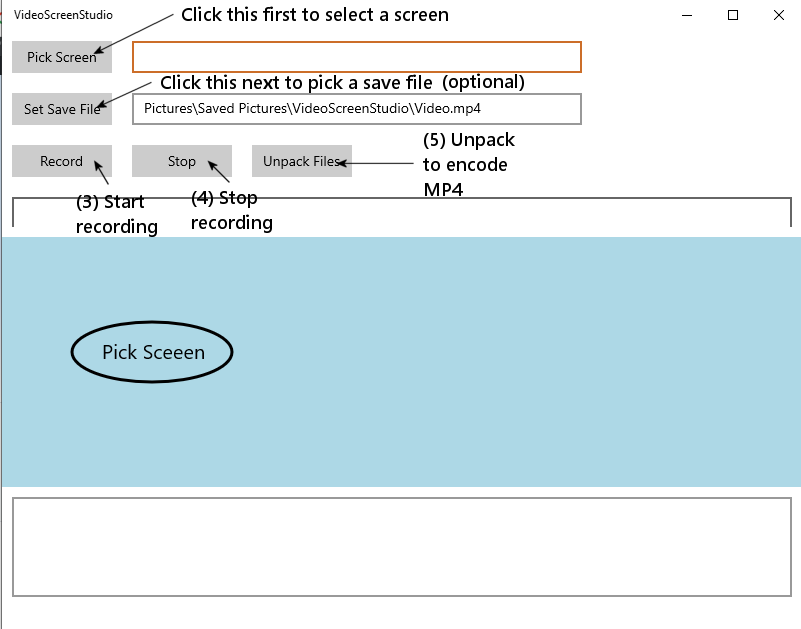 VideoScreenStudio
Click this first to select a screen
Pick Screen
Click this next to pick a save file (optional)
Set Save File
Pictures\Saved Pictures\VideoScreenStudio\Video.mp4
Record
Stop
Unpack Files
(5) Unpack
to encode
MP4
(3) Start
recording
(4) Stop
recording
Pick Sceeen